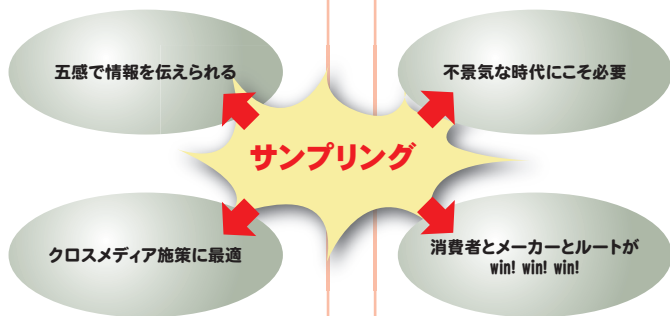 五感で情報を伝えられる
不景気な時代にこそ必要
サンプリング
クロスメディア施策に最適
消費者とメーカーとルートが
win! win! win!